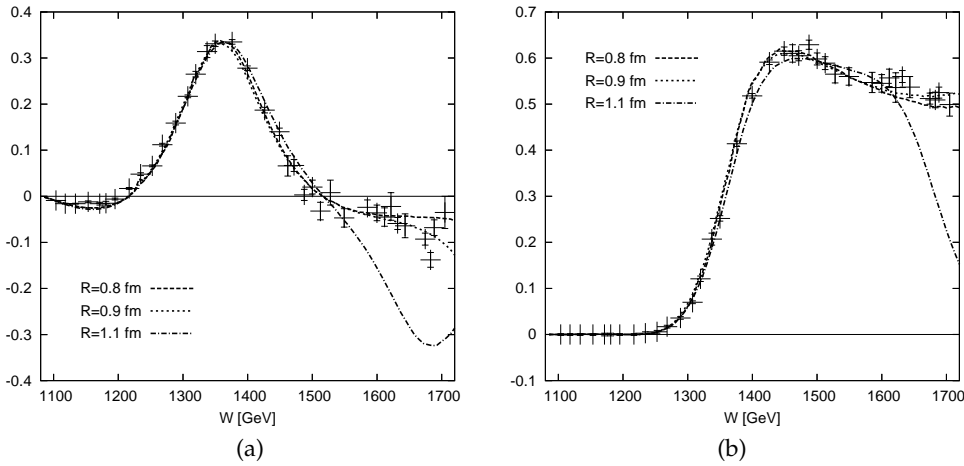 0.4
0.3
0.2
0.1
0
-0.1
-0.2
-0.3
-0.4
R=0.8 fm
R=0.9 fm
R=1.1 fm
1100 1200 1300 1400 1500 1600 1700
W [GeV]
(a)
0.7
0.6
0.5
0.4
0.3
0.2
0.1
0
-0.1
R=0.8 fm
R=0.9 fm
R=1.1 fm
1100 1200 1300 1400 1500 1600 1700
W [GeV]
(b)